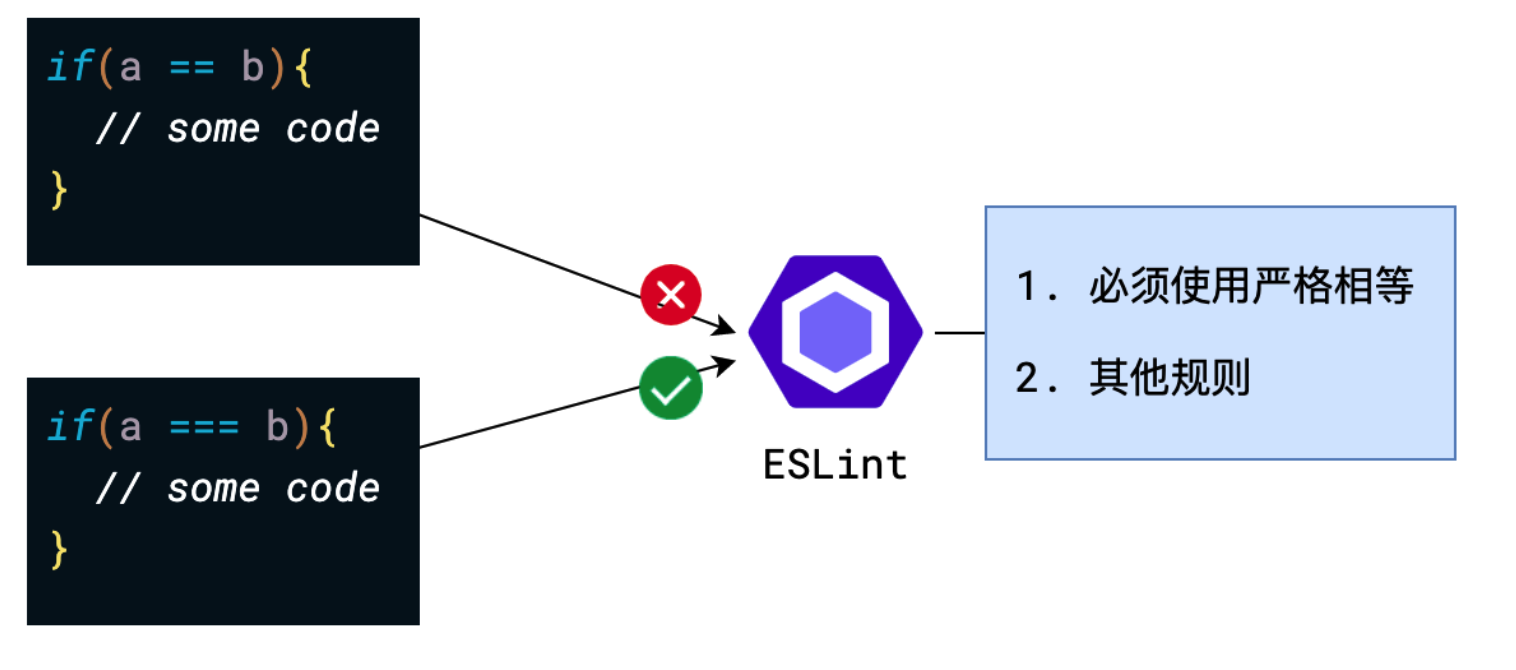 if(a == b){
  // some code
}
if(a === b){
  // some code
}
ESLint
1. 必须使用严格相等
2. 其他规则